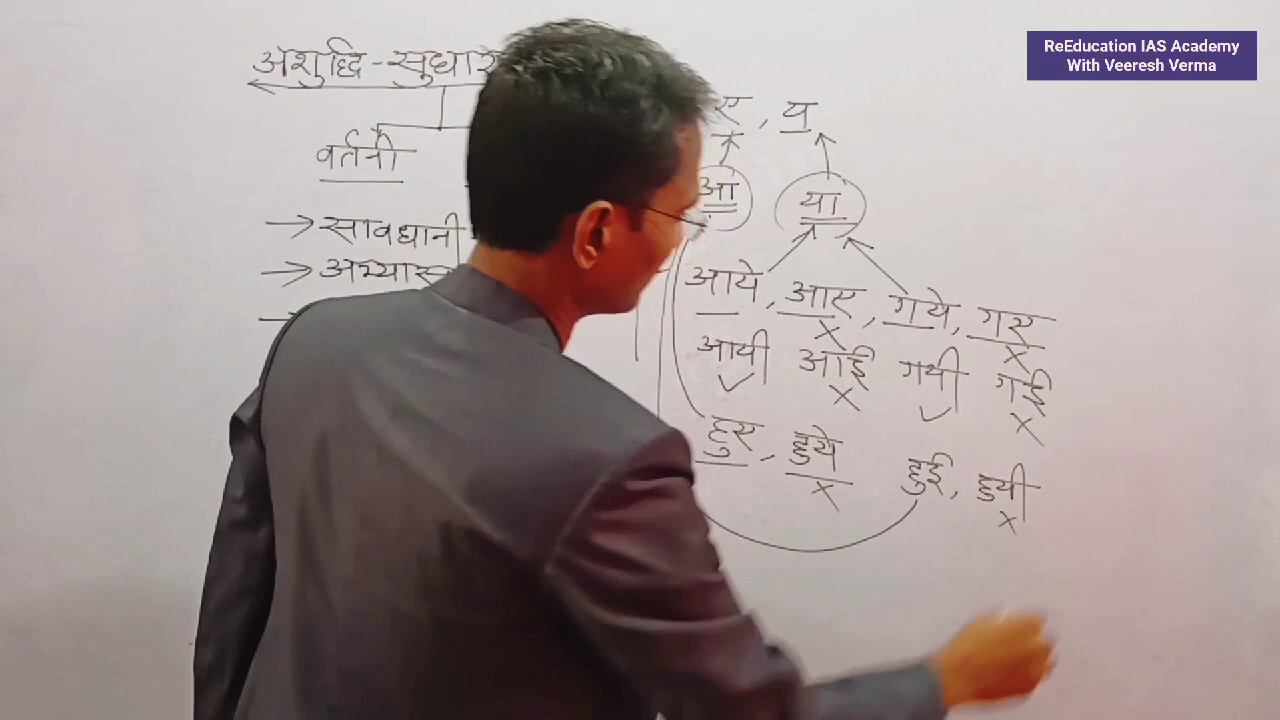 ReEducation IAS Academy
With Veeresh Verma
अशुद्धि-सुधार
ए, य
वर्तनी
आ या
→ सावधानी
→ अभ्यास
आये, आए, गये, गए
आयी आई गयी गई
हुए, हुये हुई, हुयी